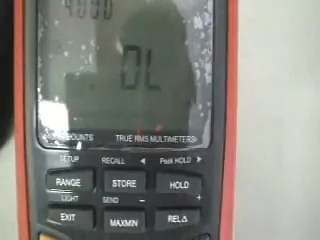 4000
OL
COUNTS TRUE RMS MULTIMETERS
SETUP RECALL ◄ Peak HOLD ►
RANGE STORE HOLD
LIGHT SEND − +
EXIT MAXMIN REL△